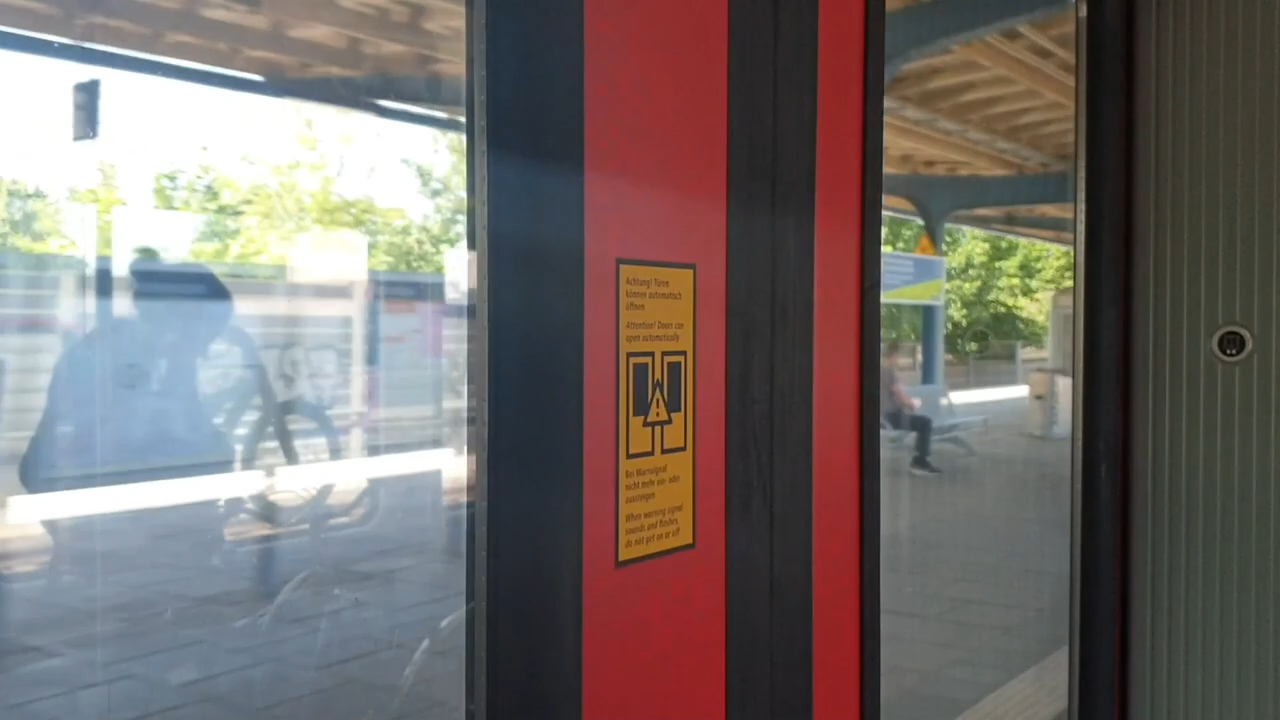 Achtung! Türen
können automatisch
öffnen
Attention! Doors can
open automatically
Bei Warnsignal
nicht mehr ein- oder
aussteigen
When warning signal
sounds and flashes,
do not get on or off